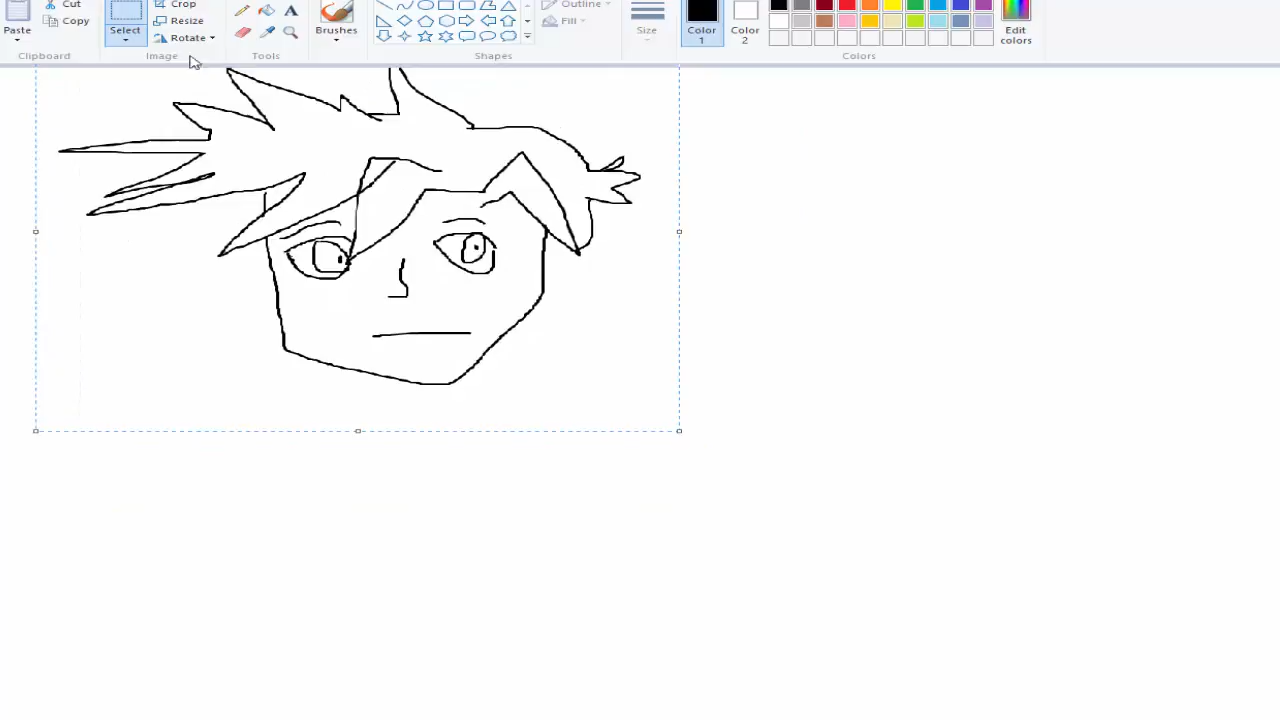 Cut Crop Outline
Paste Copy Select Resize Brushes Fill Size Color 1 Color 2 Edit colors
Rotate
Clipboard Image Tools Shapes Colors